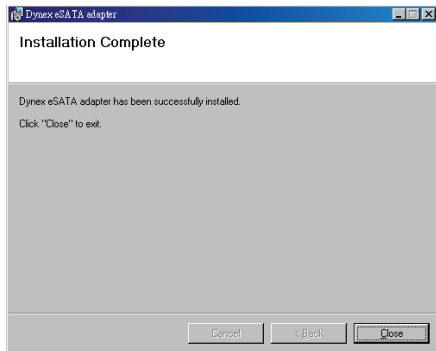 Dynex eSATA adapter
Installation Complete
Dynex eSATA adapter has been successfully installed.
Click "Close" to exit.
Cancel
< Back
Close